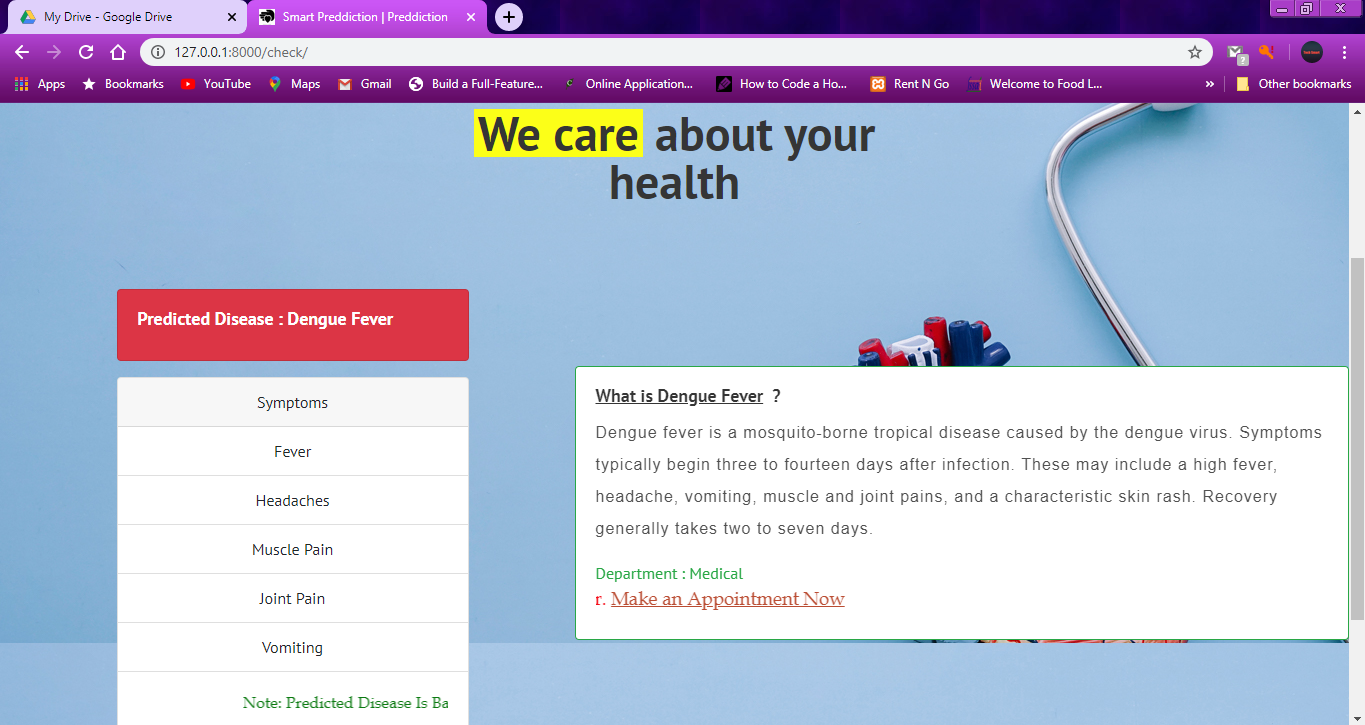 My Drive - Google Drive
Smart Preddiction | Preddiction
127.0.0.1:8000/check/
Apps
Bookmarks
YouTube
Maps
Gmail
Build a Full-Feature...
Online Application...
How to Code a Ho...
Rent N Go
Welcome to Food L...
»
Other bookmarks
We care about your
health
Predicted Disease : Dengue Fever
Symptoms
Fever
Headaches
Muscle Pain
Joint Pain
Vomiting
Note: Predicted Disease Is Ba
What is Dengue Fever ?
Dengue fever is a mosquito-borne tropical disease caused by the dengue virus. Symptoms
typically begin three to fourteen days after infection. These may include a high fever,
headache, vomiting, muscle and joint pains, and a characteristic skin rash. Recovery
generally takes two to seven days.
Department : Medical
r. Make an Appointment Now